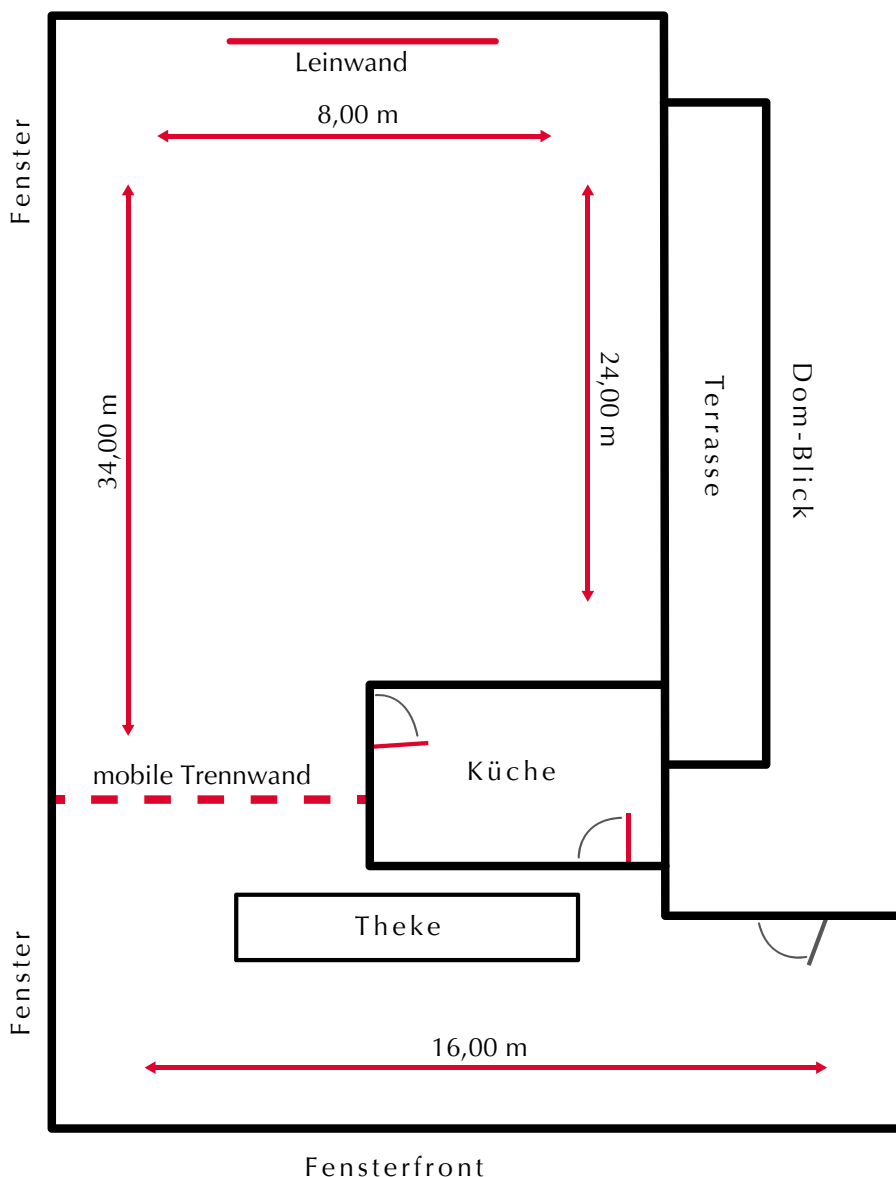 Leinwand
8,00 m
Fenster
34,00 m
24,00 m
Terrasse
Dom-Blick
mobile Trennwand
Küche
Theke
Fenster
16,00 m
Fensterfront